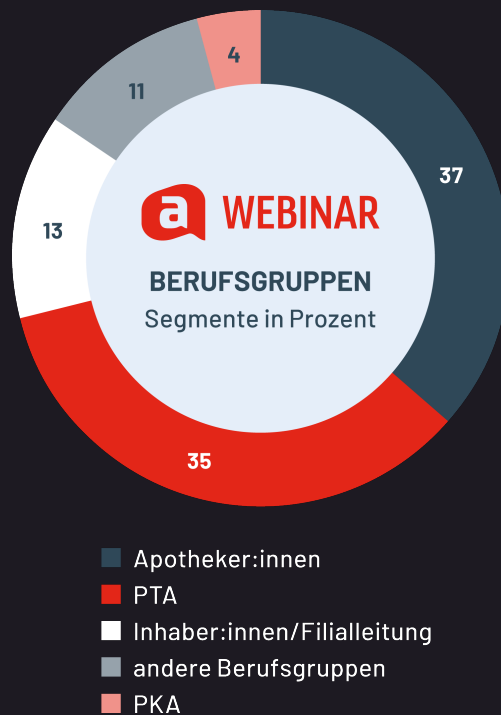 4
11
37
13
a WEBINAR
BERUFSGRUPPEN
Segmente in Prozent
35
Apotheker:innen
PTA
Inhaber:innen/Filialleitung
andere Berufsgruppen
PKA